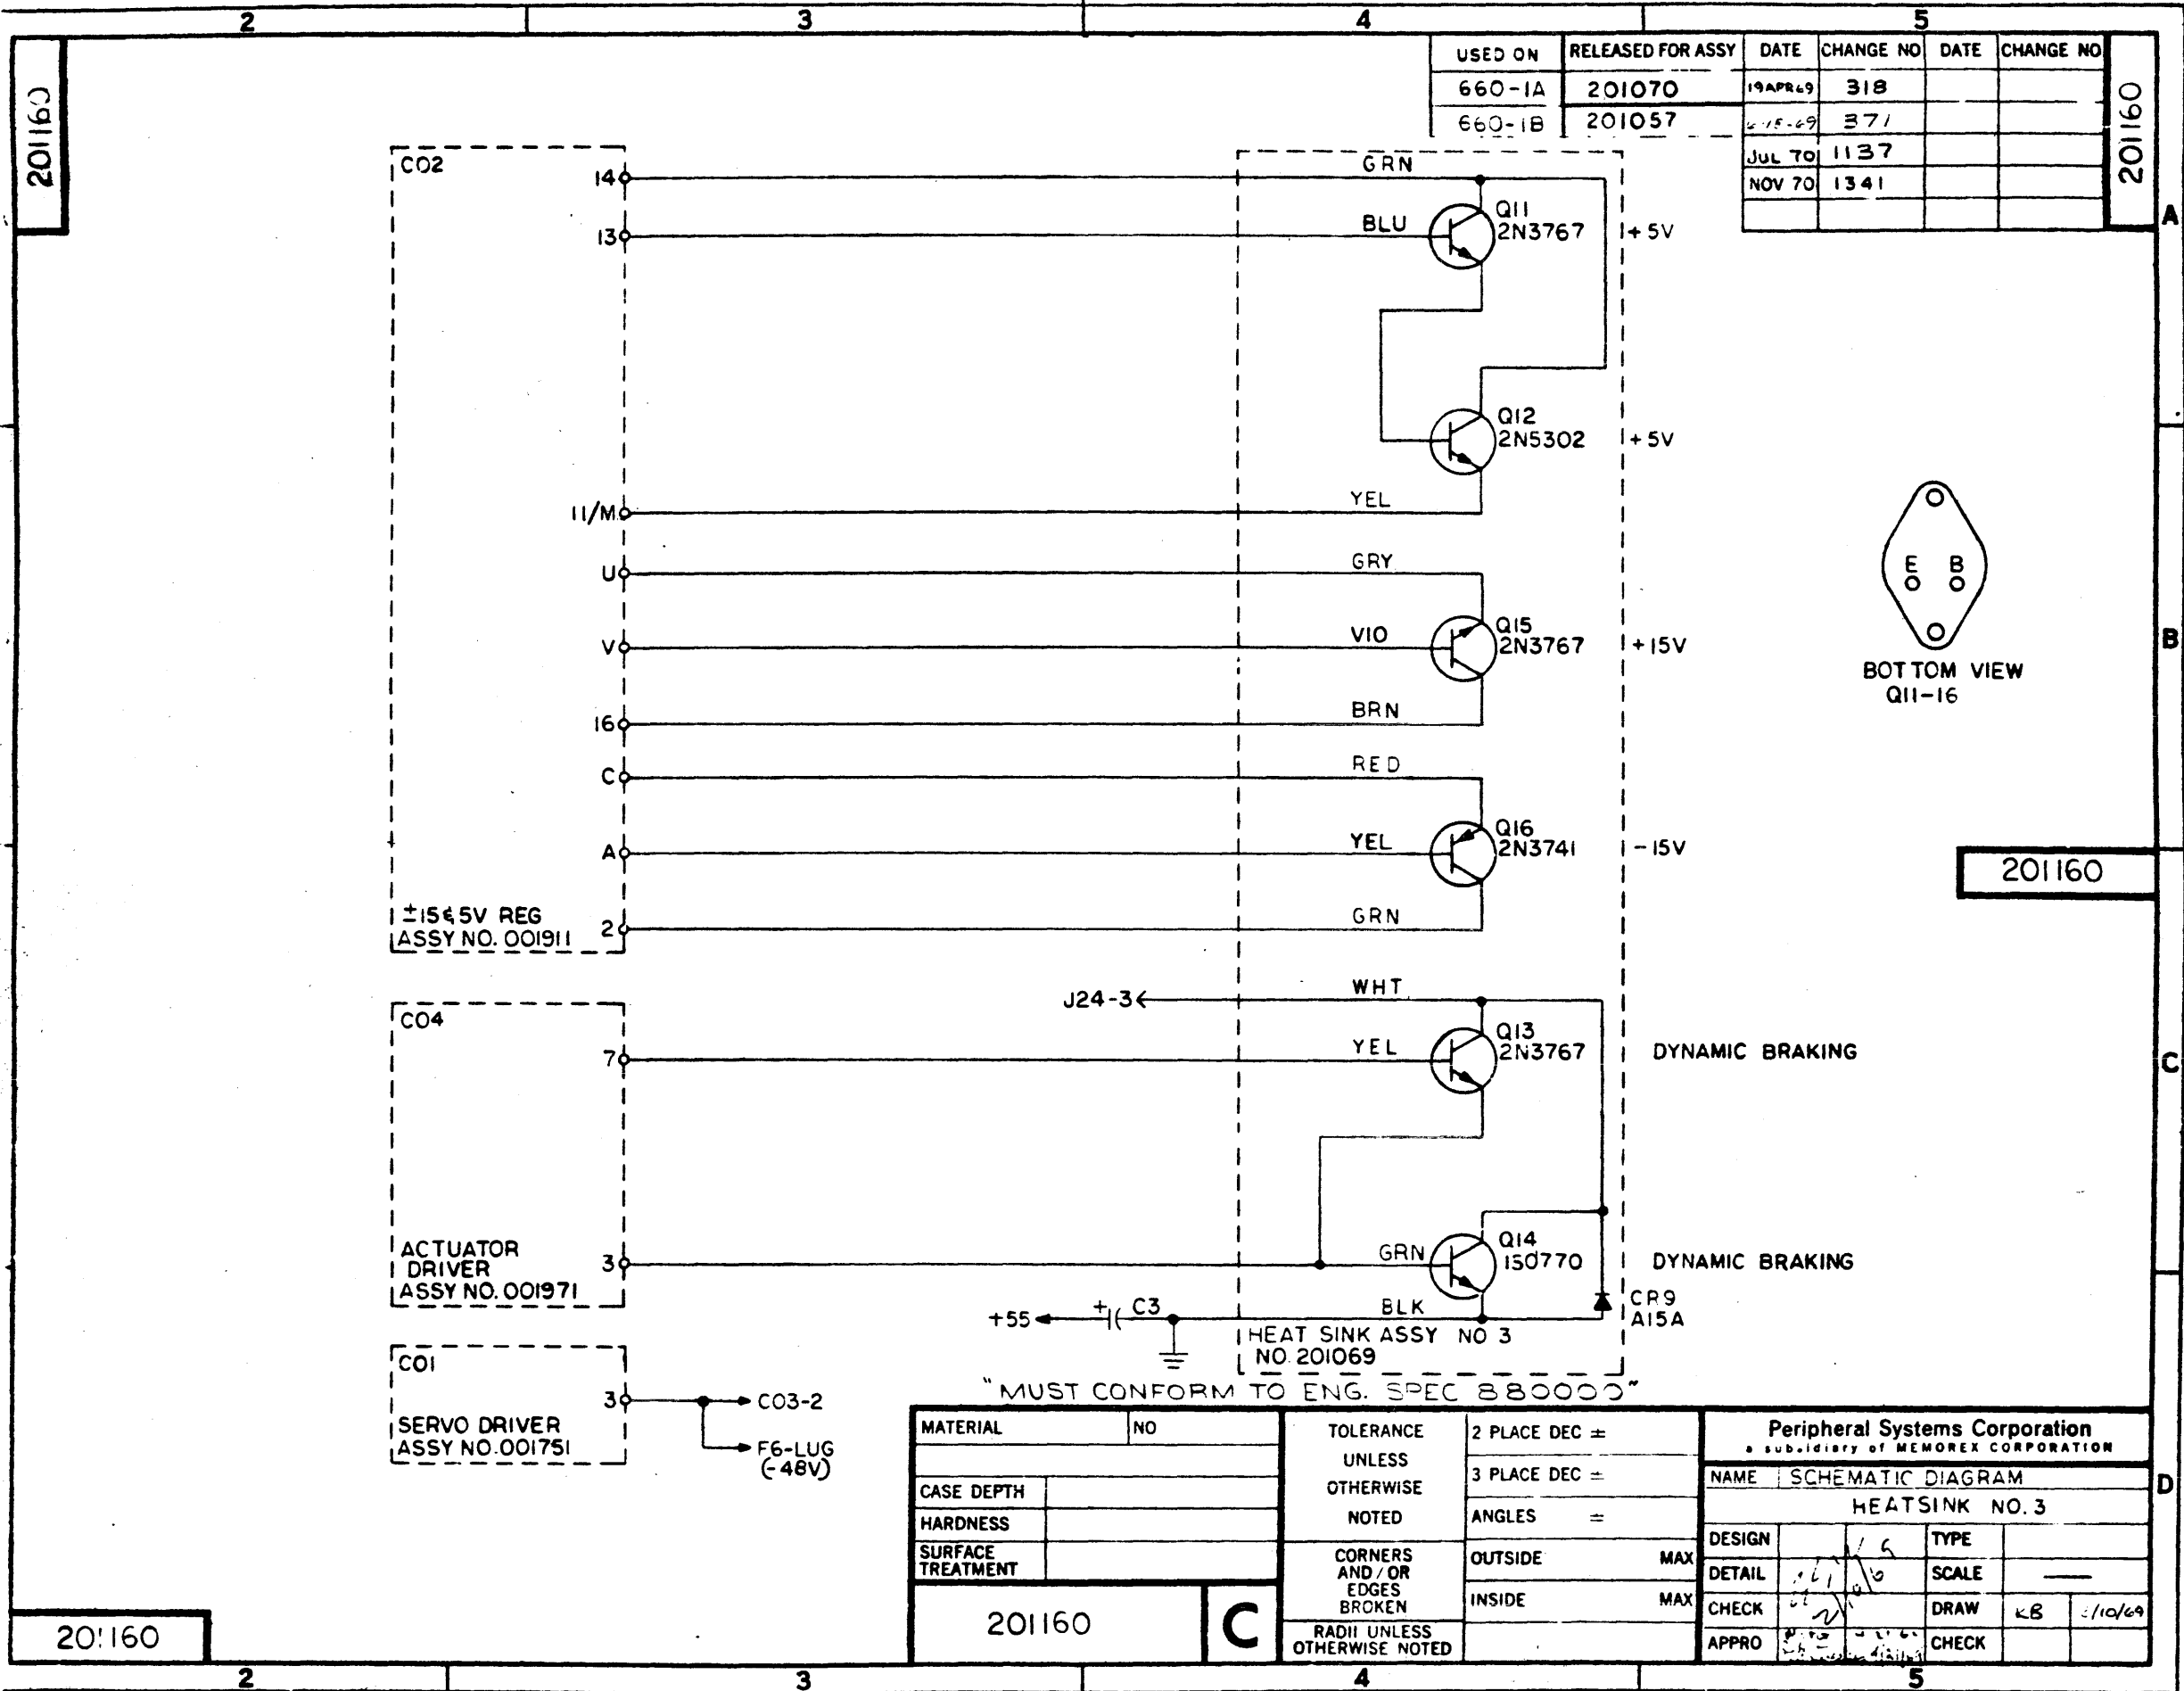 2 3 4 5
201160
USED ON RELEASED FOR ASSY DATE CHANGE NO DATE CHANGE NO
660-1A 201070 19APR69 318
660-1B 201057 6-15-69 371
JUL 70 1137
NOV 70 1341
201160
A
B
C
D
C02
14
13
11/M
U
V
16
C
A
2
±15&5V REG
ASSY NO. 001911
GRN
BLU
Q11
2N3767
+5V
Q12
2N5302
+5V
YEL
GRY
VIO
Q15
2N3767
+15V
BRN
RED
YEL
Q16
2N3741
-15V
GRN
E B
BOTTOM VIEW
Q11-16
201160
C04
7
3
ACTUATOR
DRIVER
ASSY NO. 001971
J24-3
WHT
YEL
Q13
2N3767
DYNAMIC BRAKING
GRN
Q14
150770
DYNAMIC BRAKING
+55
+
C3
BLK
CR9
A15A
HEAT SINK ASSY NO 3
NO. 201069
C01
3
SERVO DRIVER
ASSY NO. 001751
C03-2
F6-LUG
(-48V)
"MUST CONFORM TO ENG. SPEC 880000"
MATERIAL NO
CASE DEPTH
HARDNESS
SURFACE
TREATMENT
201160 C
TOLERANCE
UNLESS
OTHERWISE
NOTED
CORNERS
AND/OR
EDGES
BROKEN
RADII UNLESS
OTHERWISE NOTED
2 PLACE DEC ±
3 PLACE DEC ±
ANGLES ±
OUTSIDE MAX
INSIDE MAX
Peripheral Systems Corporation
a subsidiary of MEMOREX CORPORATION
NAME SCHEMATIC DIAGRAM
HEATSINK NO. 3
DESIGN TYPE
DETAIL SCALE
CHECK DRAW KB /10/69
APPRO CHECK
201160
2 3 4 5